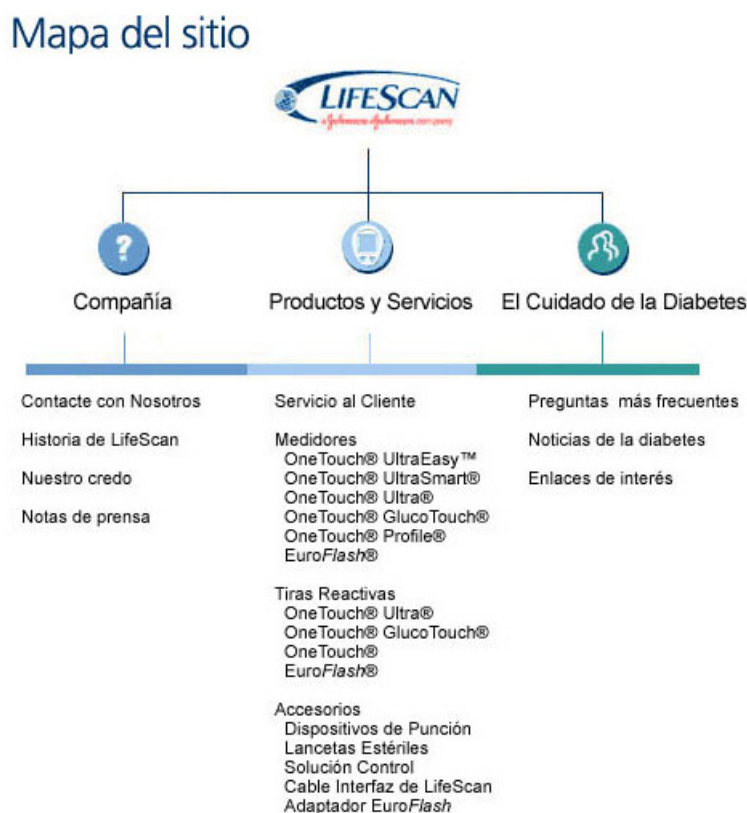 Mapa del sitio
LIFESCAN
a Johnson & Johnson company
Compañía
Productos y Servicios
El Cuidado de la Diabetes
Contacte con Nosotros
Historia de LifeScan
Nuestro credo
Notas de prensa
Servicio al Cliente
Medidores
OneTouch® UltraEasy™
OneTouch® UltraSmart®
OneTouch® Ultra®
OneTouch® GlucoTouch®
OneTouch® Profile®
EuroFlash®
Tiras Reactivas
OneTouch® Ultra®
OneTouch® GlucoTouch®
OneTouch®
EuroFlash®
Accesorios
Dispositivos de Punción
Lancetas Estériles
Solución Control
Cable Interfaz de LifeScan
Adaptador EuroFlash
Preguntas más frecuentes
Noticias de la diabetes
Enlaces de interés